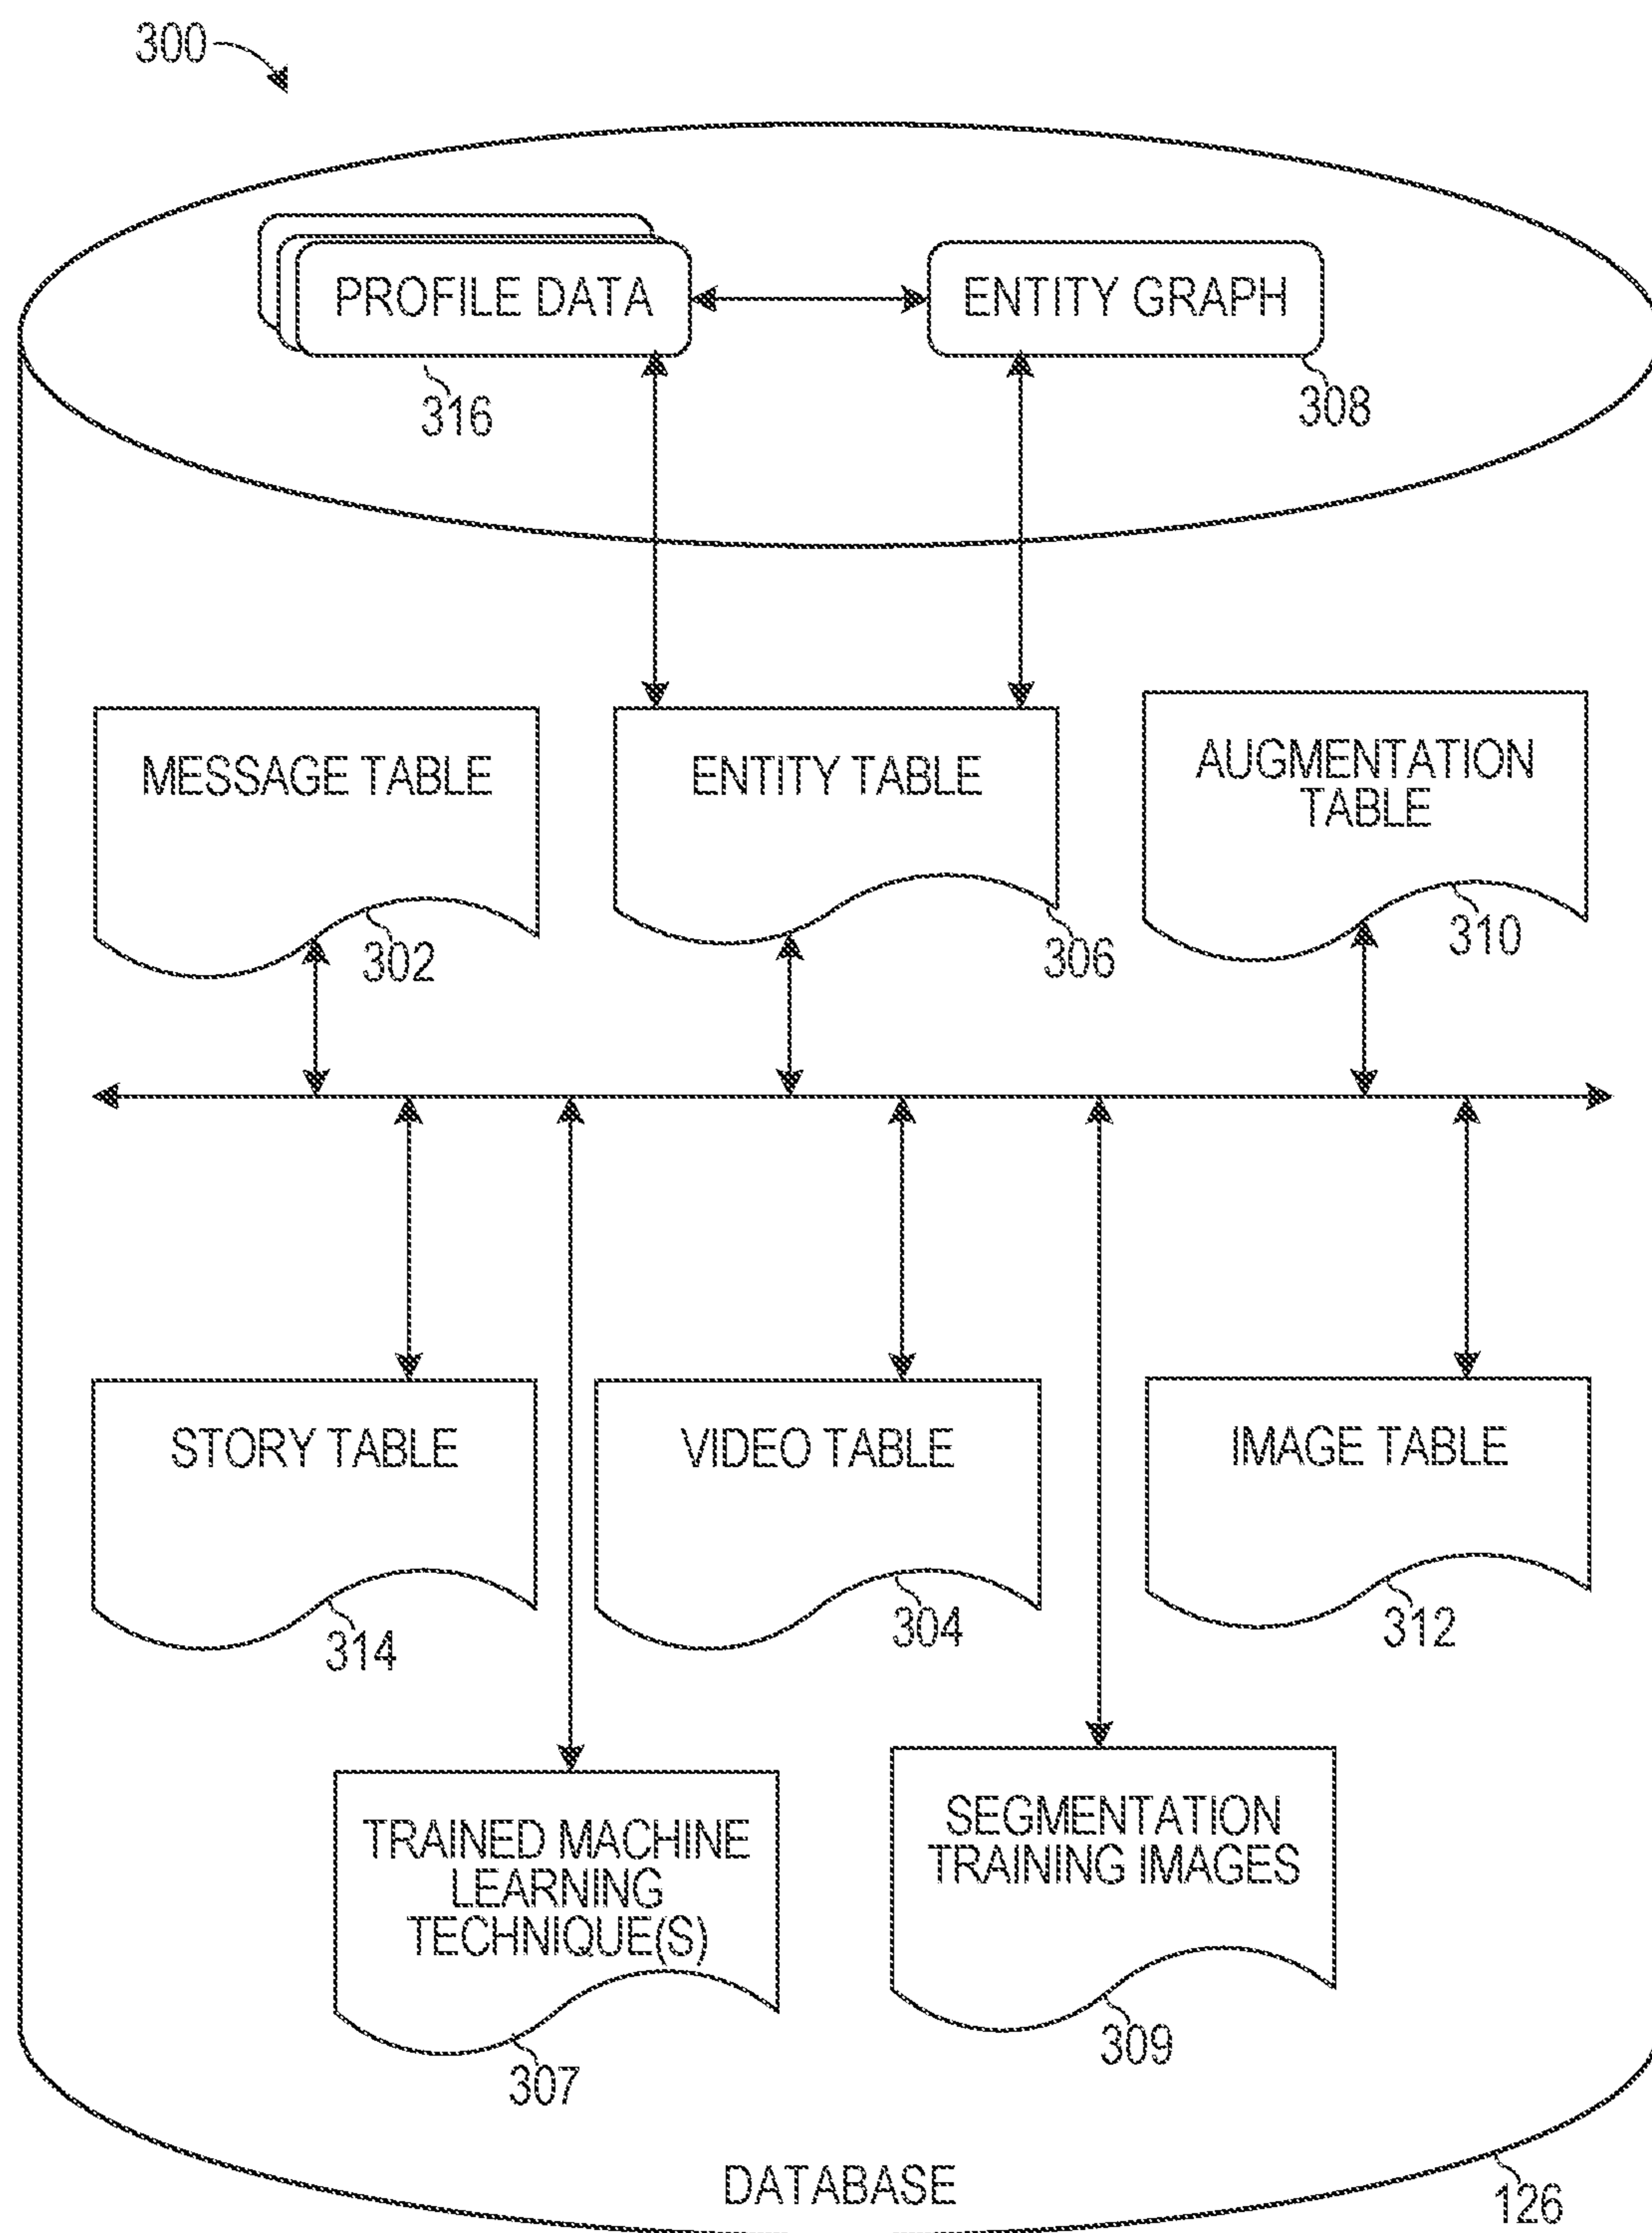 300
PROFILE DATA
ENTITY GRAPH
316
308
MESSAGE TABLE
ENTITY TABLE
AUGMENTATION
TABLE
302
306
310
STORY TABLE
VIDEO TABLE
IMAGE TABLE
314
304
312
TRAINED MACHINE
LEARNING
TECHNIQUE(S)
SEGMENTATION
TRAINING IMAGES
307
309
DATABASE
126